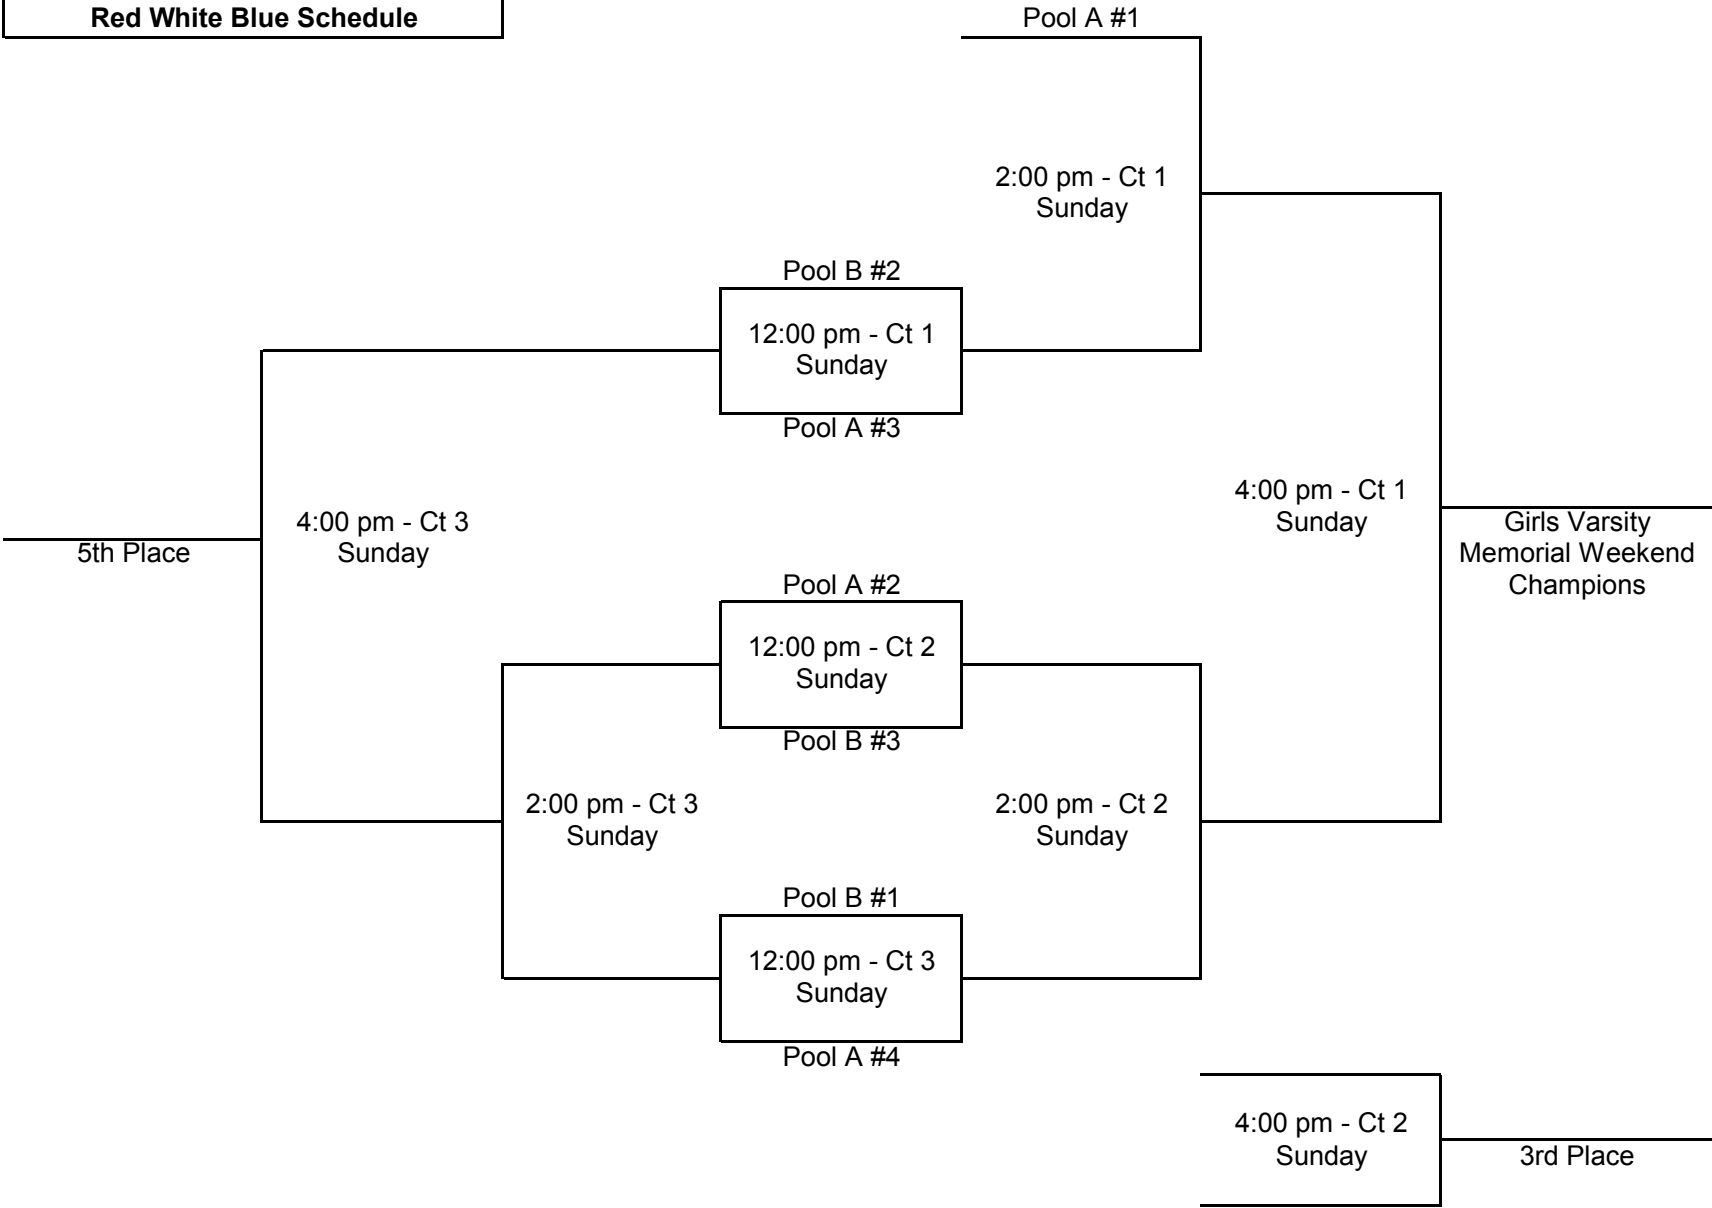 Red White Blue Schedule
Pool A #1
2:00 pm - Ct 1
Sunday
Pool B #2
12:00 pm - Ct 1
Sunday
Pool A #3
4:00 pm - Ct 1
Sunday
4:00 pm - Ct 3
Sunday
5th Place
Girls Varsity
Memorial Weekend
Champions
Pool A #2
12:00 pm - Ct 2
Sunday
Pool B #3
2:00 pm - Ct 3
Sunday
2:00 pm - Ct 2
Sunday
Pool B #1
12:00 pm - Ct 3
Sunday
Pool A #4
4:00 pm - Ct 2
Sunday
3rd Place